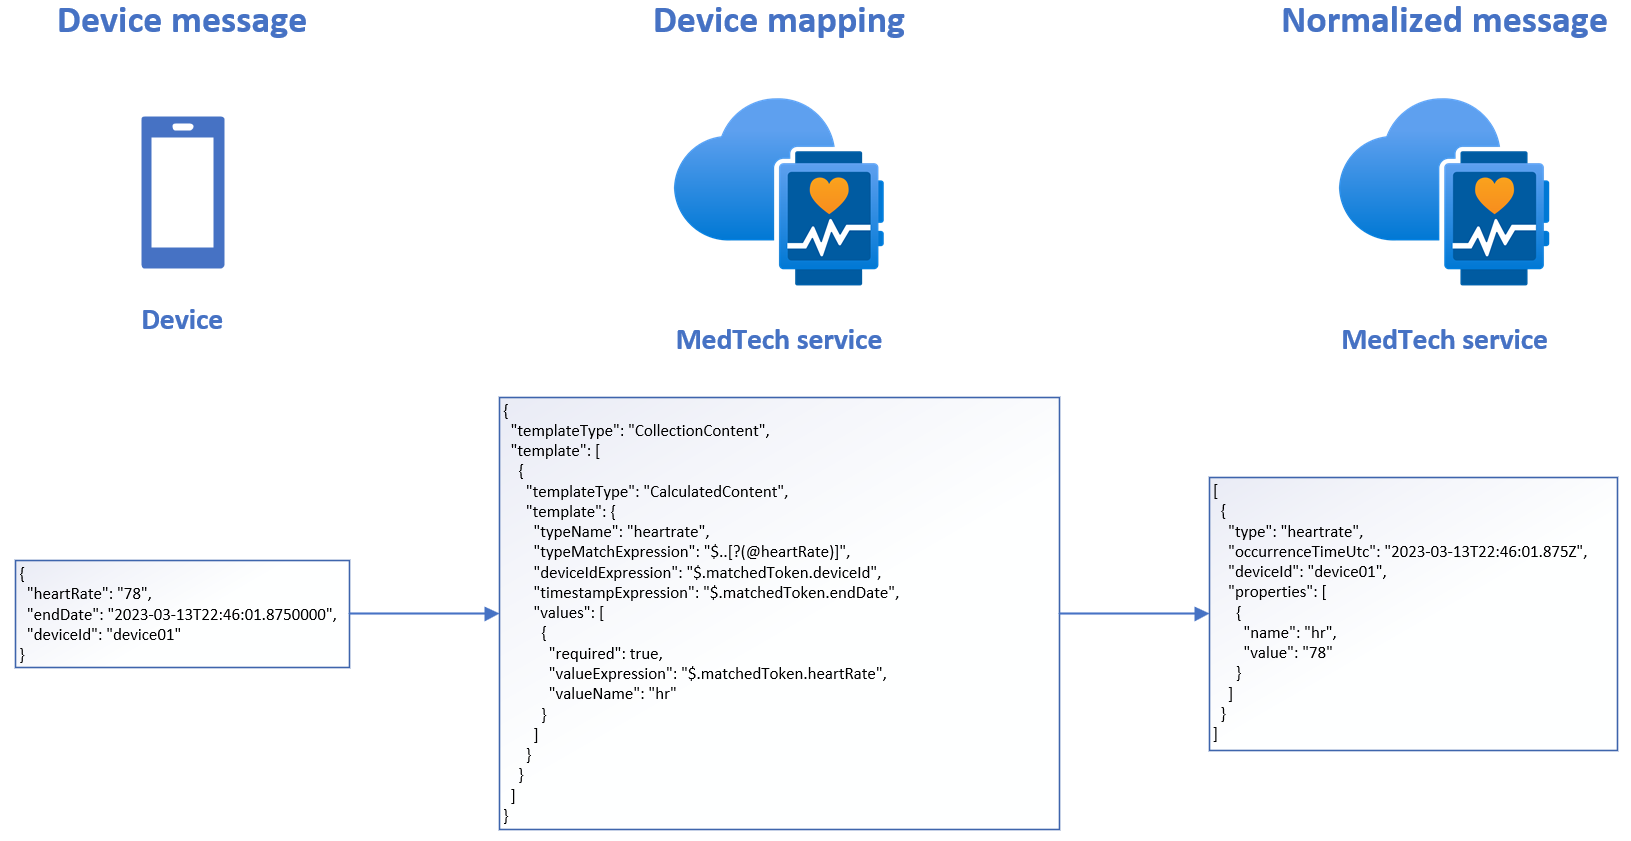 Device message
Device mapping
Normalized message
Device
MedTech service
MedTech service
{
"heartRate": "78",
"endDate": "2023-03-13T22:46:01.8750000",
"deviceId": "device01"
}
{
"templateType": "CollectionContent",
"template": [
{
"templateType": "CalculatedContent",
"template": {
"typeName": "heartrate",
"typeMatchExpression": "$..[?(@heartRate)]",
"deviceIdExpression": "$.matchedToken.deviceId",
"timestampExpression": "$.matchedToken.endDate",
"values": [
{
"required": true,
"valueExpression": "$.matchedToken.heartRate",
"valueName": "hr"
}
]
}
}
]
}
[
{
"type": "heartrate",
"occurrenceTimeUtc": "2023-03-13T22:46:01.875Z",
"deviceId": "device01",
"properties": [
{
"name": "hr",
"value": "78"
}
]
}
]